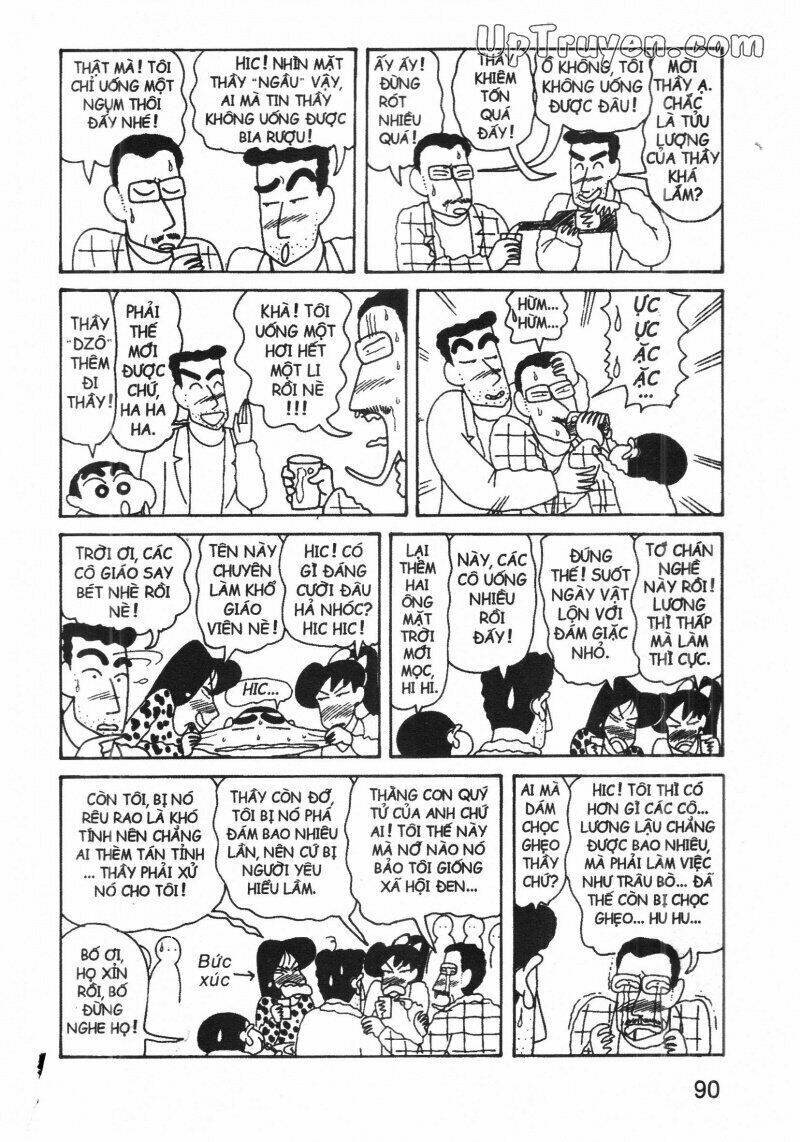 UpTruyen.com
MỜI
THẦY Ạ.
CHẮC
LÀ TỬU
LƯỢNG
CỦA THẦY
KHÁ
LẮM?
Ồ KHÔNG, TÔI
KHÔNG UỐNG
ĐƯỢC ĐÂU!
THẦY
KHIÊM
TỐN
QUÁ
ĐẤY!
ẤY ẤY!
ĐỪNG
RÓT
NHIỀU
QUÁ!
HIC! NHÌN MẶT
THẦY "NGẦU" VẬY,
AI MÀ TIN THẦY
KHÔNG UỐNG ĐƯỢC
BIA RƯỢU!
THẬT MÀ! TÔI
CHỈ UỐNG MỘT
NGỤM THÔI
ĐẤY NHÉ!
ỰC
ỰC
ẶC
ẶC
...
HỪM...
HỪM...
KHÀ! TÔI
UỐNG MỘT
HƠI HẾT
MỘT LI
RỒI NÈ
!!!
PHẢI
THẾ
MỚI
ĐƯỢC
CHỨ,
HA HA
HA.
THẦY
"DZÔ"
THÊM
ĐI
THẦY!
TỚ CHÁN
NGHỀ
NÀY RỒI!
LƯƠNG
THÌ THẤP
MÀ LÀM
THÌ CỰC.
ĐÚNG
THẾ! SUỐT
NGÀY VẬT
LỘN VỚI
ĐÁM GIẶC
NHỎ.
NÀY, CÁC
CÔ UỐNG
NHIỀU
RỒI
ĐẤY!
LẠI
THÊM
HAI
ÔNG
MẶT
TRỜI
MỚI
MỌC,
HI HI.
HIC! CÓ
GÌ ĐÁNG
CƯỜI ĐÂU
HẢ NHÓC?
HIC HIC!
TÊN NÀY
CHUYÊN
LÀM KHỔ
GIÁO
VIÊN NÈ!
HIC...
TRỜI ƠI, CÁC
CÔ GIÁO SAY
BÉT NHÈ RỒI
NÈ!
HIC! TÔI THÌ CÓ
HƠN GÌ CÁC CÔ...
LƯƠNG LẬU CHẲNG
ĐƯỢC BAO NHIÊU,
MÀ PHẢI LÀM VIỆC
NHƯ TRÂU BÒ... ĐÃ
THẾ CÒN BỊ CHỌC
GHẸO... HU HU...
AI MÀ
DÁM
CHỌC
GHẸO
THẦY
CHỨ?
THẰNG CON QUÝ
TỬ CỦA ANH CHỨ
AI! TÔI THẾ NÀY
MÀ NỠ NÀO NÓ
BẢO TÔI GIỐNG
XÃ HỘI ĐEN...
THẦY CÒN ĐỠ,
TÔI BỊ NÓ PHÁ
ĐÁM BAO NHIÊU
LẦN, NÊN CỨ BỊ
NGƯỜI YÊU
HIỂU LẦM.
CÒN TÔI, BỊ NÓ
RÊU RAO LÀ KHÓ
TÍNH NÊN CHẲNG
AI THÈM TÁN TỈNH
... THẦY PHẢI XỬ
NÓ CHO TÔI!
Bức
xúc
BỐ ƠI,
HỌ XỈN
RỒI, BỐ
ĐỪNG
NGHE HỌ!
90